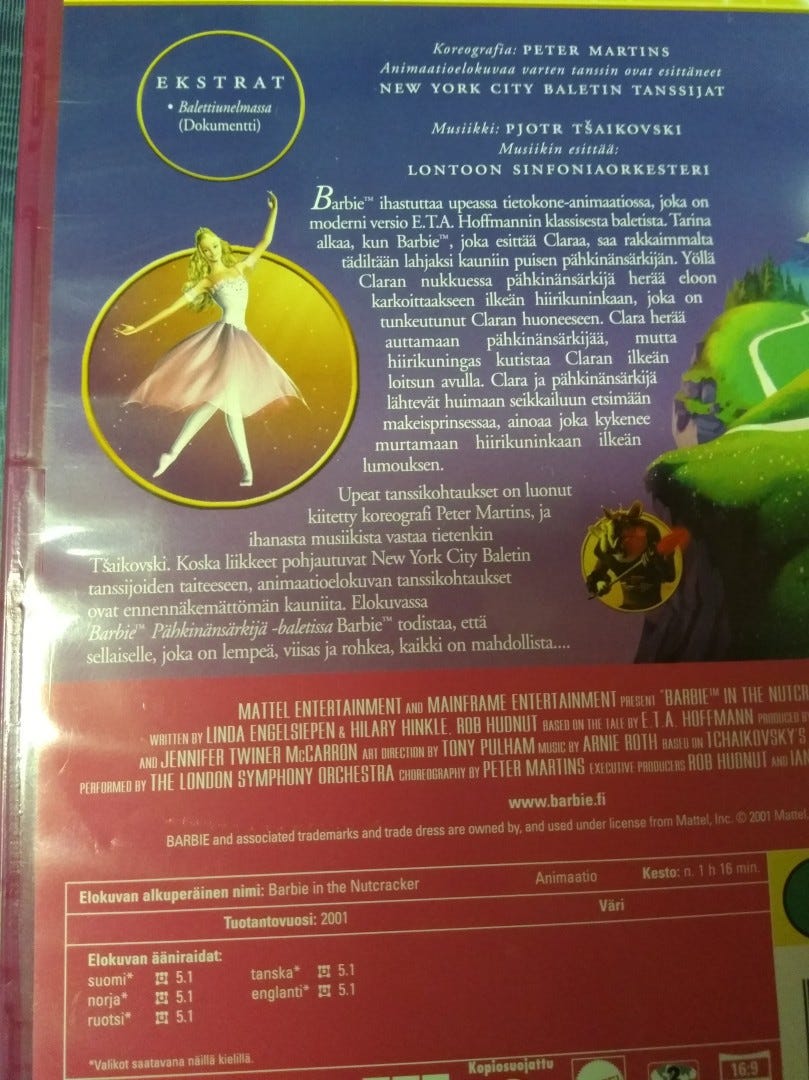 EKSTRAT
• Balettiunelmassa
(Dokumentti)
Koreografia: PETER MARTINS
Animaatioelokuvaa varten tanssin ovat esittäneet
NEW YORK CITY BALETIN TANSSIJAT
Musiikki: PJOTR TŠAIKOVSKI
Musiikin esittää:
LONTOON SINFONIAORKESTERI
Barbie™ ihastuttaa upeassa tietokone-animaatiossa, joka on
moderni versio E.T.A. Hoffmannin klassisesta baletista. Tarina
alkaa, kun Barbie™, joka esittää Claraa, saa rakkaimmalta
tädiltään lahjaksi kauniin puisen pähkinänsärkijän. Yöllä
Claran nukkuessa pähkinänsärkijä herää eloon
karkoittaakseen ilkeän hiirikuninkaan, joka on
tunkeutunut Claran huoneeseen. Clara herää
auttamaan pähkinänsärkijää, mutta
hiirikuningas kutistaa Claran ilkeän
loitsun avulla. Clara ja pähkinänsärkijä
lähtevät huimaan seikkailuun etsimään
makeisprinsessaa, ainoaa joka kykenee
murtamaan hiirikuninkaan ilkeän
lumouksen.
Upeat tanssikohtaukset on luonut
kiitetty koreografi Peter Martins, ja
ihanasta musiikista vastaa tietenkin
Tšaikovski. Koska liikkeet pohjautuvat New York City Baletin
tanssijoiden taiteeseen, animaatioelokuvan tanssikohtaukset
ovat ennennäkemättömän kauniita. Elokuvassa
Barbie™ Pähkinänsärkijä -baletissa Barbie™ todistaa, että
sellaiselle, joka on lempeä, viisas ja rohkea, kaikki on mahdollista....
MATTEL ENTERTAINMENT AND MAINFRAME ENTERTAINMENT PRESENT "BARBIE™ IN THE NUTCR
WRITTEN BY LINDA ENGELSIEPEN & HILARY HINKLE, ROB HUDNUT BASED ON THE TALE BY E.T.A. HOFFMANN PRODUCED BY
AND JENNIFER TWINER McCARRON ART DIRECTION BY TONY PULHAM MUSIC BY ARNIE ROTH BASED ON TCHAIKOVSKY'S
PERFORMED BY THE LONDON SYMPHONY ORCHESTRA CHOREOGRAPHY BY PETER MARTINS EXECUTIVE PRODUCERS ROB HUDNUT AND IAN
www.barbie.fi
BARBIE and associated trademarks and trade dress are owned by, and used under license from Mattel, Inc. © 2001 Mattel,
Elokuvan alkuperäinen nimi: Barbie in the Nutcracker Animaatio Kesto: n. 1 h 16 min.
Tuotantovuosi: 2001 Väri
Elokuvan ääniraidat:
suomi* 5.1 tanska* 5.1
norja* 5.1 englanti* 5.1
ruotsi* 5.1
*Valikot saatavana näillä kielillä.
Kopiosuojattu
2
16:9